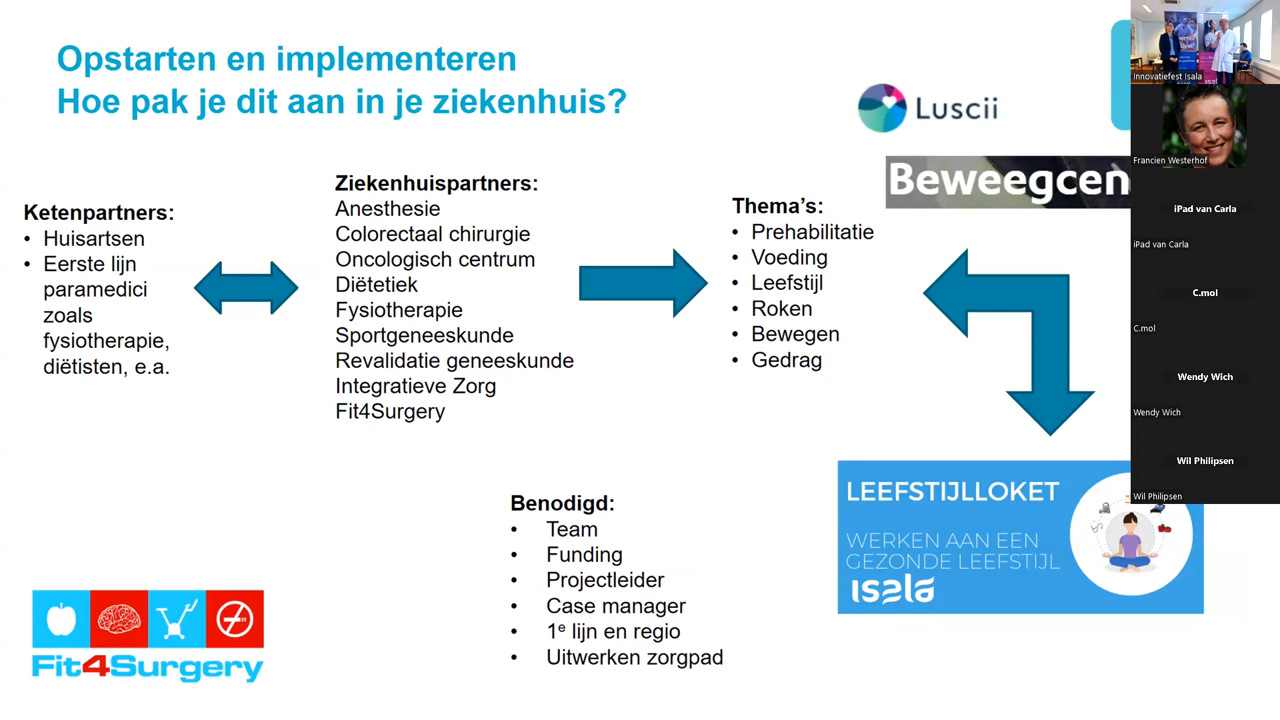 Opstarten en implementeren
Hoe pak je dit aan in je ziekenhuis?
Luscii
Beweegcen
Ketenpartners:
• Huisartsen
• Eerste lijn
paramedici
zoals
fysiotherapie,
diëtisten, e.a.
Ziekenhuispartners:
Anesthesie
Colorectaal chirurgie
Oncologisch centrum
Diëtetiek
Fysiotherapie
Sportgeneeskunde
Revalidatie geneeskunde
Integratieve Zorg
Fit4Surgery
Thema's:
• Prehabilitatie
• Voeding
• Leefstijl
• Roken
• Bewegen
• Gedrag
Benodigd:
• Team
• Funding
• Projectleider
• Case manager
• 1e lijn en regio
• Uitwerken zorgpad
LEEFSTIJLLOKET
WERKEN AAN EEN
GEZONDE LEEFSTIJL
isala
Fit4Surgery
Innovatiefest Isala
Francien Westerhof
iPad van Carla
iPad van Carla
C.mol
C.mol
Wendy Wich
Wendy Wich
Wil Philipsen
Wil Philipsen